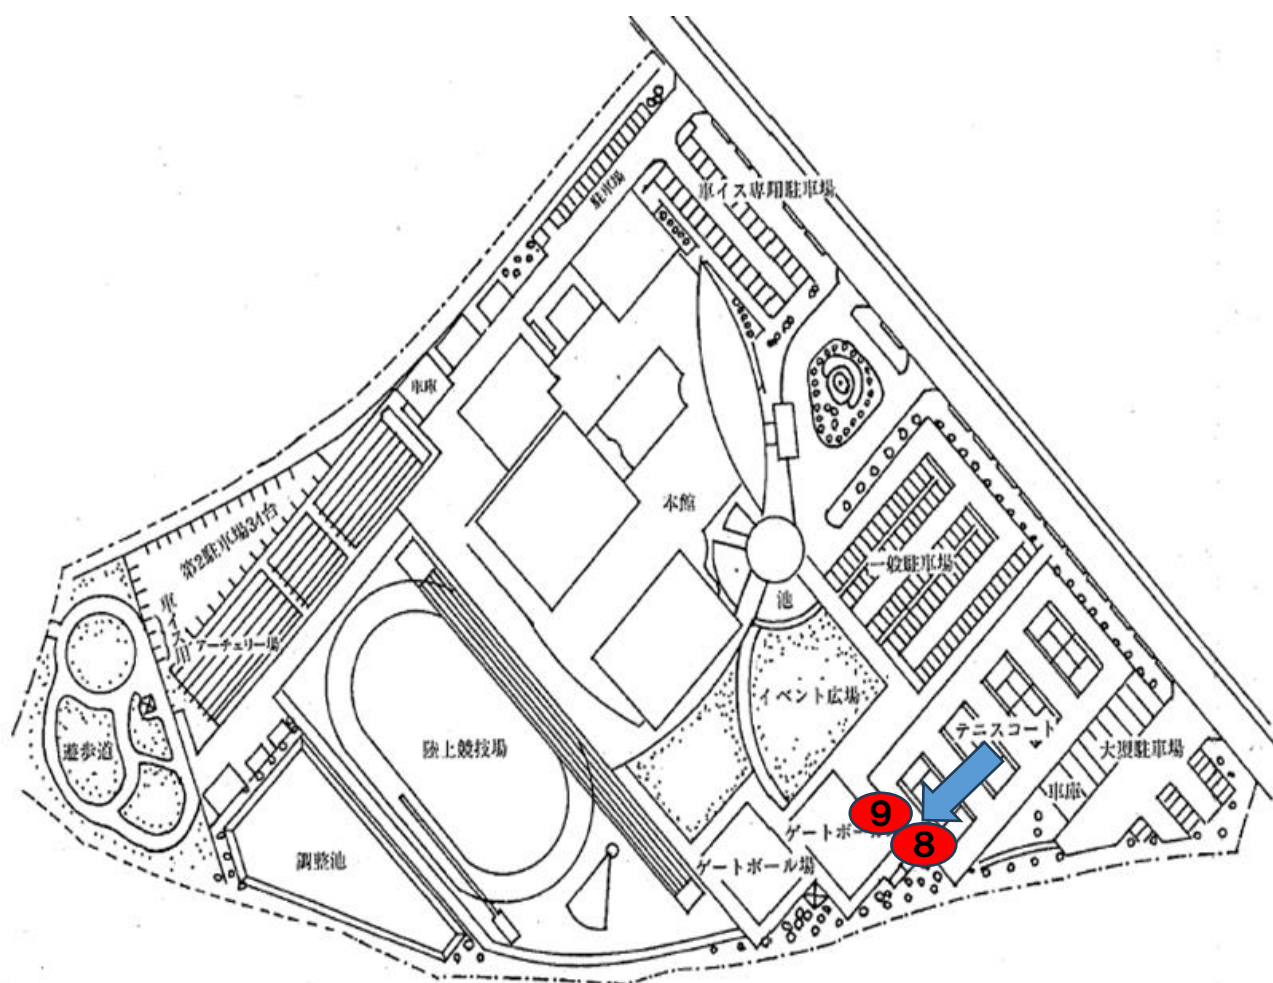 駐車場
車イス専用駐車場
車庫
本館
第2駐車場34台
一般駐車場
池
車イス用
アーチェリー場
イベント広場
テニスコート
遊歩道
陸上競技場
大型駐車場
車庫
9
ゲートボール
8
調整池
ゲートボール場